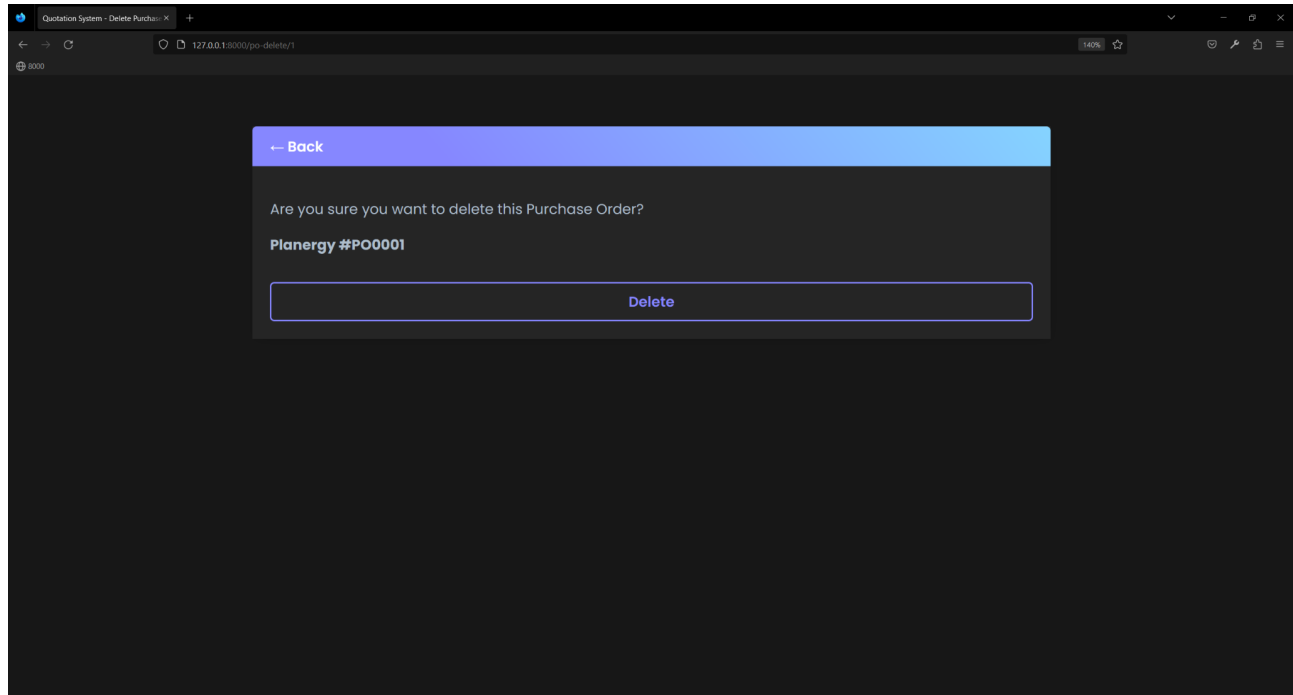 Quotation System - Delete Purchase
127.0.0.1:8000/po-delete/1
140%
8000
← Back
Are you sure you want to delete this Purchase Order?
Planergy #PO0001
Delete